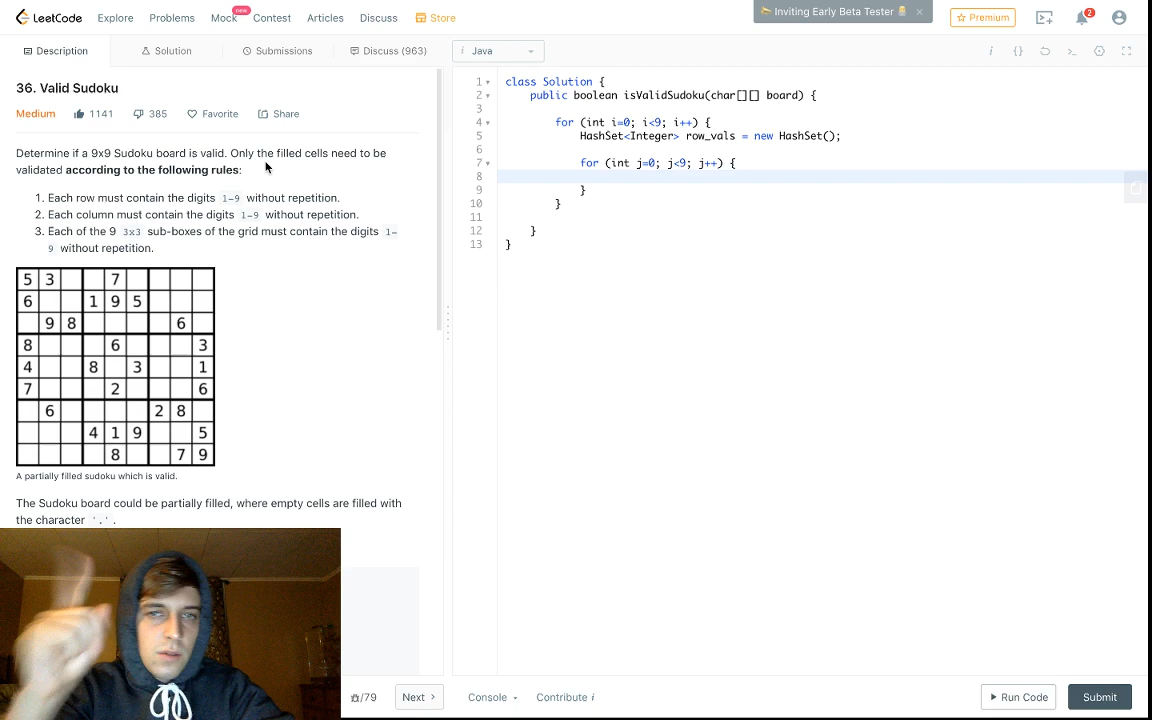 LeetCode Explore Problems Mock new Contest Articles Discuss Store
Inviting Early Beta Tester ×
Premium 2
Description Solution Submissions Discuss (963)
i Java
i {}
36. Valid Sudoku
Medium 1141 385 Favorite Share
Determine if a 9x9 Sudoku board is valid. Only the filled cells need to be
validated according to the following rules:
1. Each row must contain the digits 1-9 without repetition.
2. Each column must contain the digits 1-9 without repetition.
3. Each of the 9 3x3 sub-boxes of the grid must contain the digits 1-
9 without repetition.
5 3 7
6 1 9 5
9 8 6
8 6 3
4 8 3 1
7 2 6
6 2 8
4 1 9 5
8 7 9
A partially filled sudoku which is valid.
The Sudoku board could be partially filled, where empty cells are filled with
the character '.'.
1 class Solution {
2 public boolean isValidSudoku(char[][] board) {
3
4 for (int i=0; i<9; i++) {
5 HashSet<Integer> row_vals = new HashSet();
6
7 for (int j=0; j<9; j++) {
8
9 }
10 }
11
12 }
13 }
/79 Next > Console Contribute i Run Code Submit